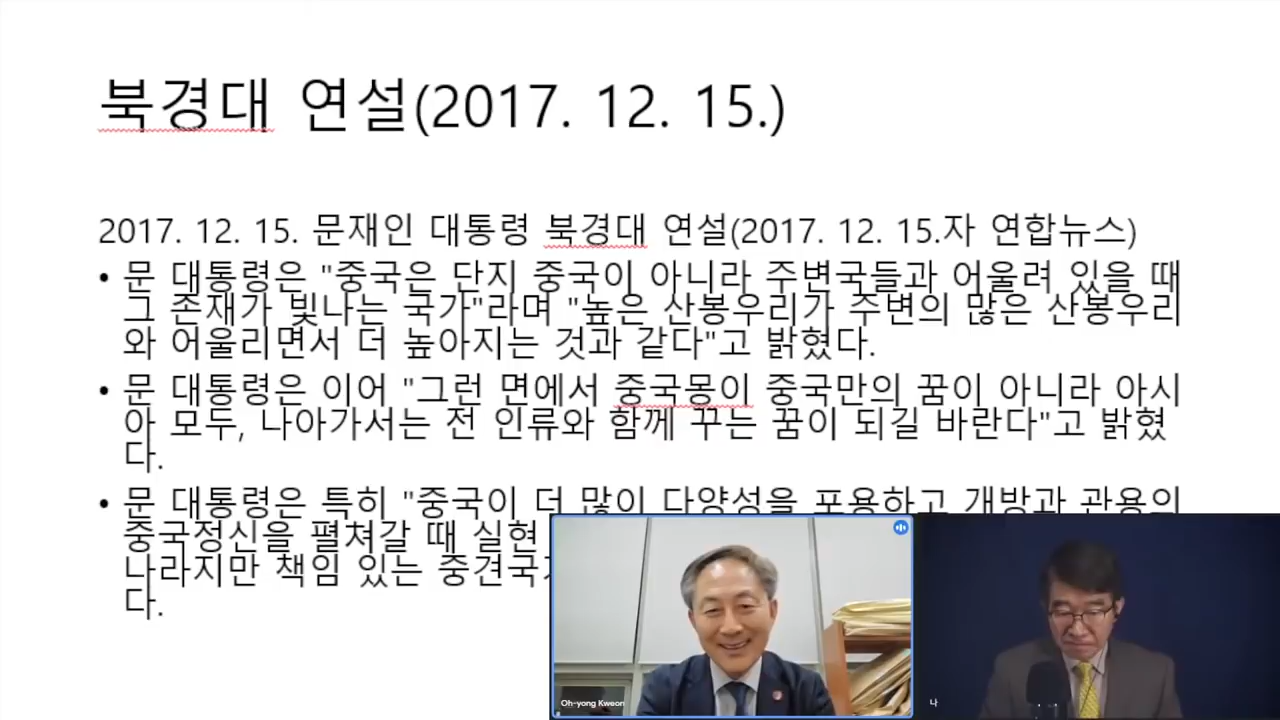 북경대 연설(2017. 12. 15.)
2017. 12. 15. 문재인 대통령 북경대 연설(2017. 12. 15.자 연합뉴스)
• 문 대통령은 "중국은 단지 중국이 아니라 주변국들과 어울려 있을 때
그 존재가 빛나는 국가"라며 "높은 산봉우리가 주변의 많은 산봉우리
와 어울리면서 더 높아지는 것과 같다"고 밝혔다.
• 문 대통령은 이어 "그런 면에서 중국몽이 중국만의 꿈이 아니라 아시
아 모두, 나아가서는 전 인류와 함께 꾸는 꿈이 되길 바란다"고 밝혔
다.
• 문 대통령은 특히 "중국이 더 많이 다양성을 포용하고 개방과 관용의
중국정신을 펼쳐갈 때 실현
나라지만 책임 있는 중견국
다.
Oh-yong Kweon
나